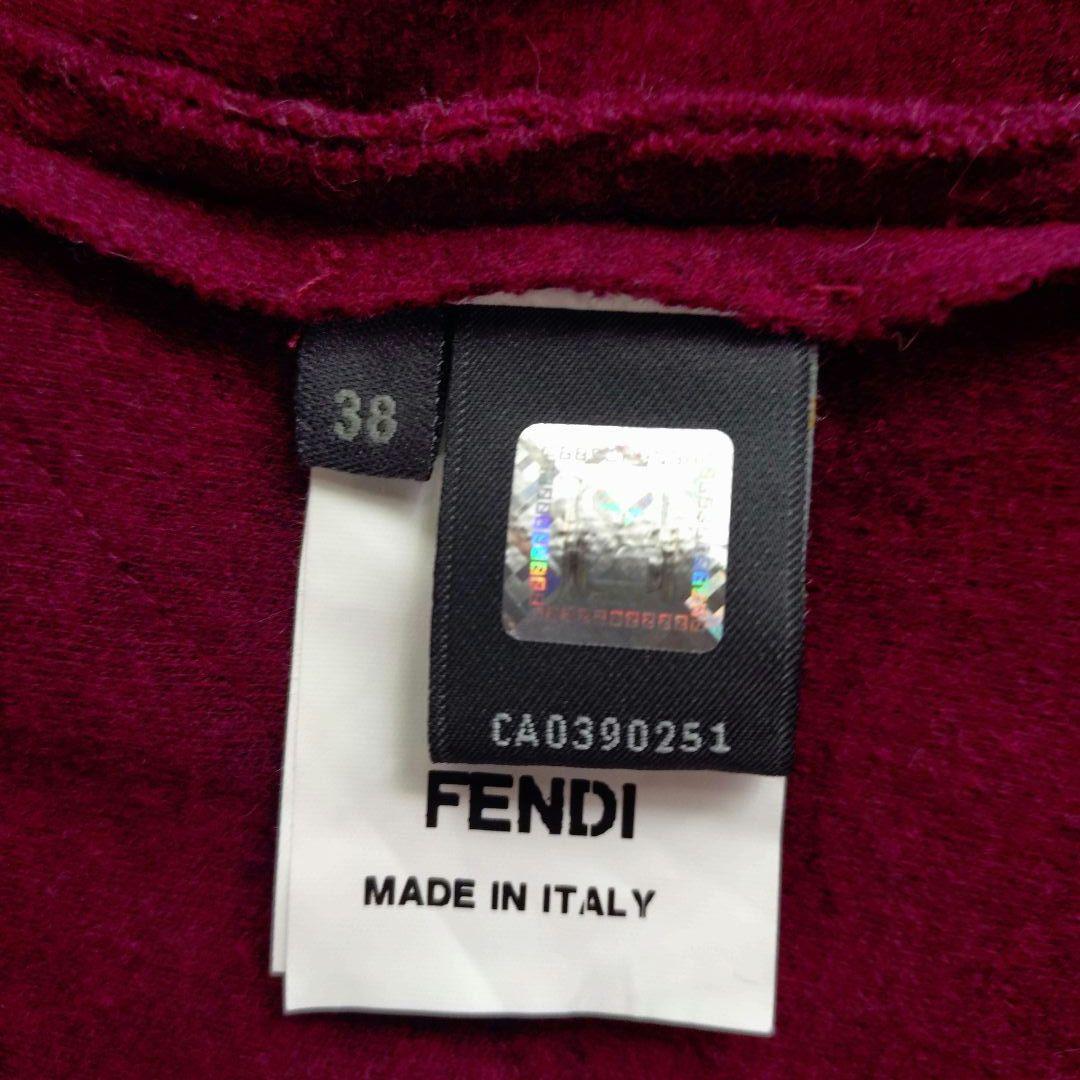 38
CA0390251
FENDI
MADE IN ITALY